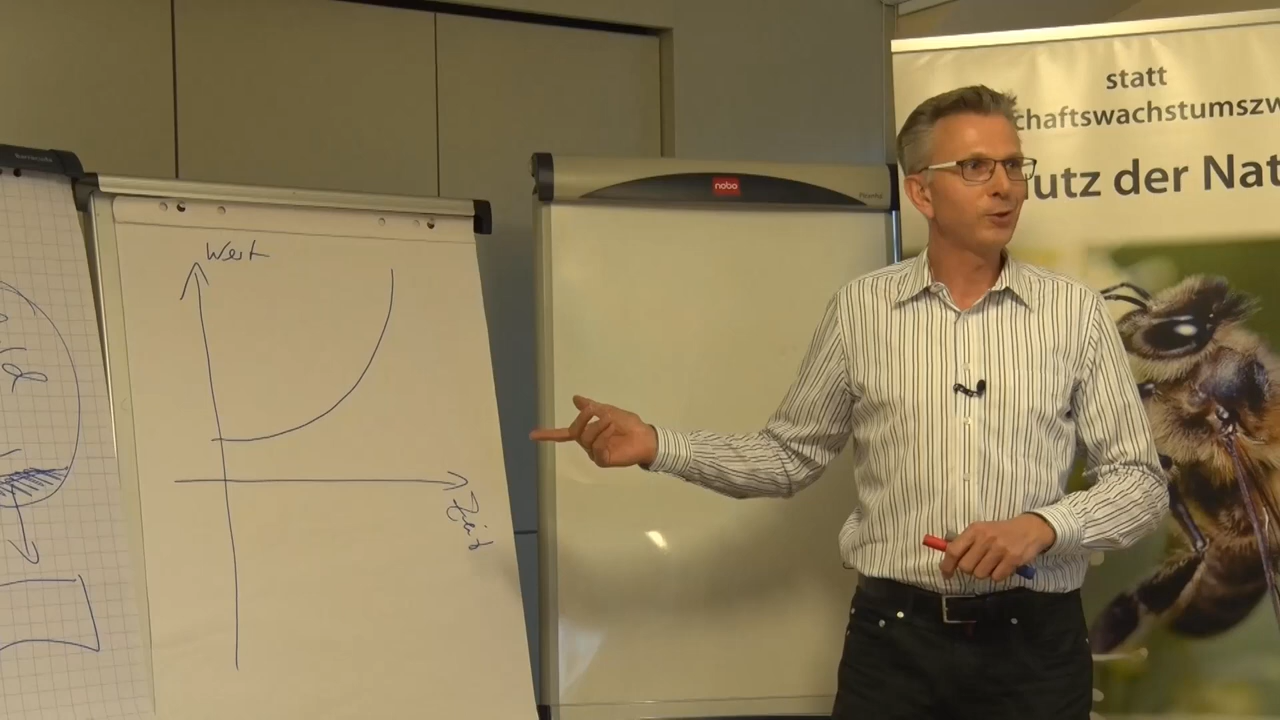 Wert
Zeit
nobo
statt
chaftswachstumszw
utz der Nat